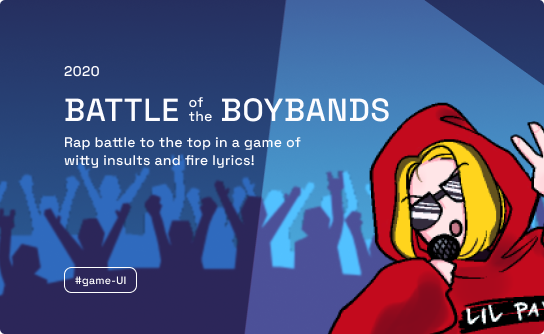 2020
BATTLE of the BOYBANDS
Rap battle to the top in a game of
witty insults and fire lyrics!
#game-UI
LIL